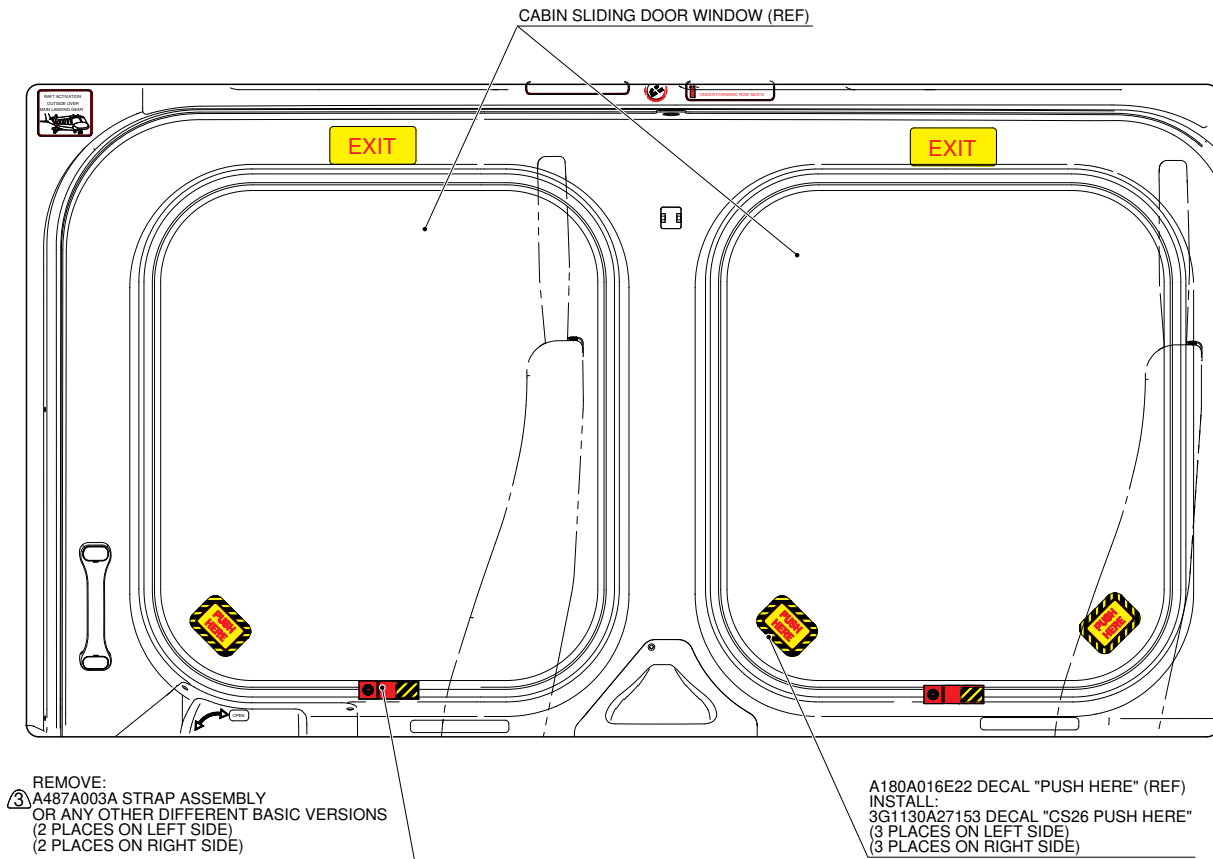 CABIN SLIDING DOOR WINDOW (REF)
RAFT ACTIVATION
OUTSIDE OVER
MAIN LANDING GEAR
UNDER FORWARD ROW SEATS
EXIT
EXIT
PUSH
HERE
PUSH
HERE
PUSH
HERE
OPEN
REMOVE:
3 A487A003A STRAP ASSEMBLY
OR ANY OTHER DIFFERENT BASIC VERSIONS
(2 PLACES ON LEFT SIDE)
(2 PLACES ON RIGHT SIDE)
A180A016E22 DECAL "PUSH HERE" (REF)
INSTALL:
3G1130A27153 DECAL "CS26 PUSH HERE"
(3 PLACES ON LEFT SIDE)
(3 PLACES ON RIGHT SIDE)